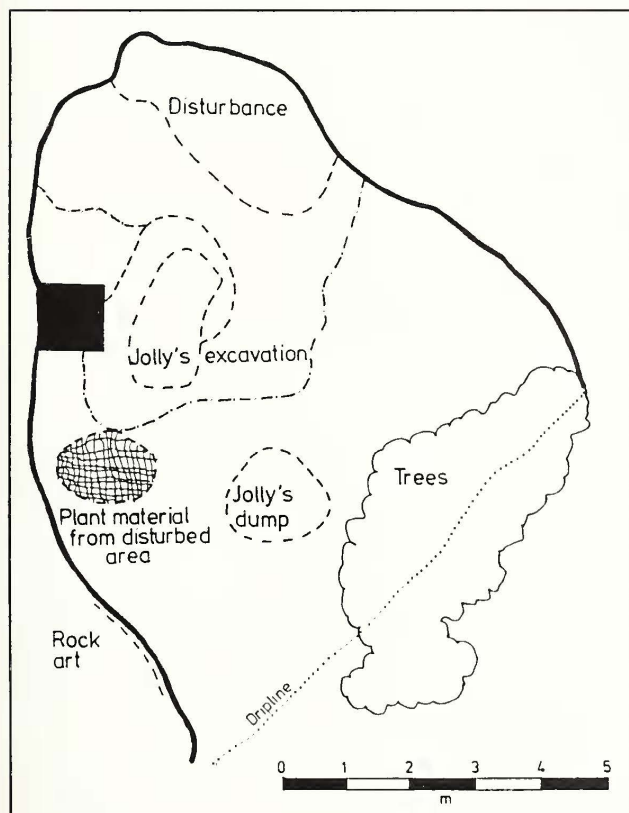 Disturbance
Jolly's excavation
Trees
Jolly's
dump
Plant material
from disturbed
area
Rock
art
Dripline
0 1 2 3 4 5
m